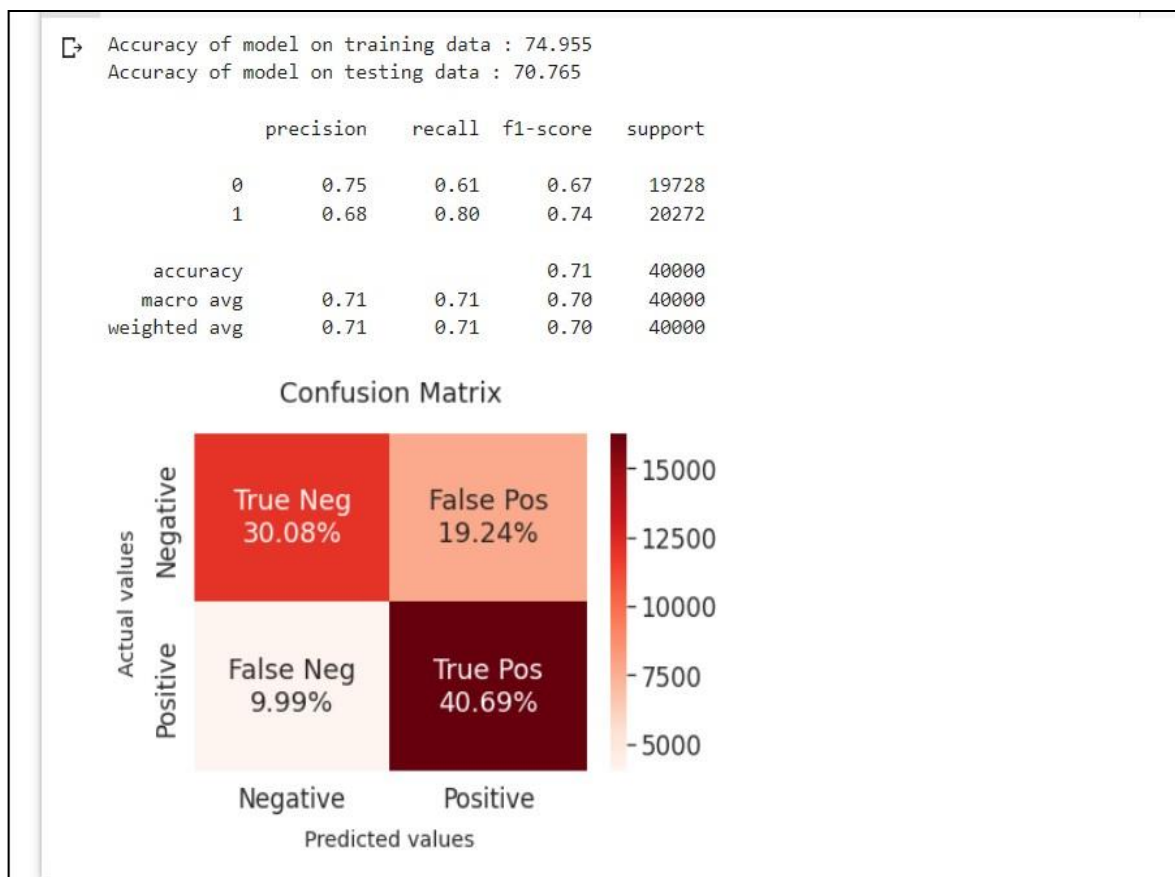 Accuracy of model on training data : 74.955
Accuracy of model on testing data : 70.765
precision recall f1-score support
0 0.75 0.61 0.67 19728
1 0.68 0.80 0.74 20272
accuracy 0.71 40000
macro avg 0.71 0.71 0.70 40000
weighted avg 0.71 0.71 0.70 40000
Confusion Matrix
Actual values
Negative
Positive
True Neg
30.08%
False Pos
19.24%
False Neg
9.99%
True Pos
40.69%
15000
12500
10000
7500
5000
Negative Positive
Predicted values